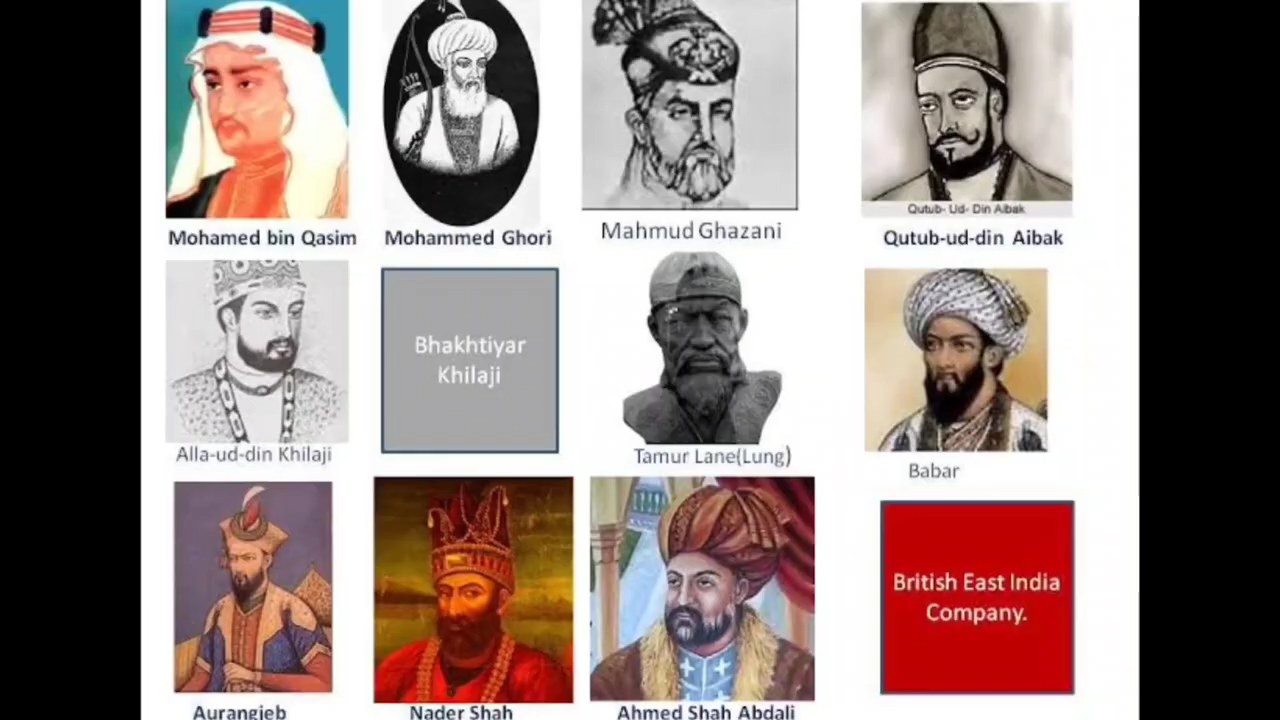 Qutub- Ud- Din Aibak
Mohamed bin Qasim
Mohammed Ghori
Mahmud Ghazani
Qutub-ud-din Aibak
Bhakhtiyar
Khilaji
Alla-ud-din Khilaji
Tamur Lane(Lung)
Babar
British East India
Company.
Aurangjeb
Nader Shah
Ahmed Shah Abdali